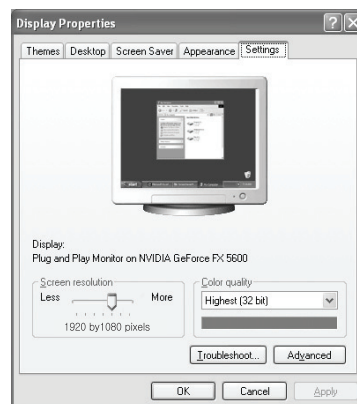 Display Properties
Themes Desktop Screen Saver Appearance Settings
Display:
Plug and Play Monitor on NVIDIA GeForce FX 5600
Screen resolution
Less More
1920 by1080 pixels
Color quality
Highest (32 bit)
Troubleshoot... Advanced
OK Cancel Apply